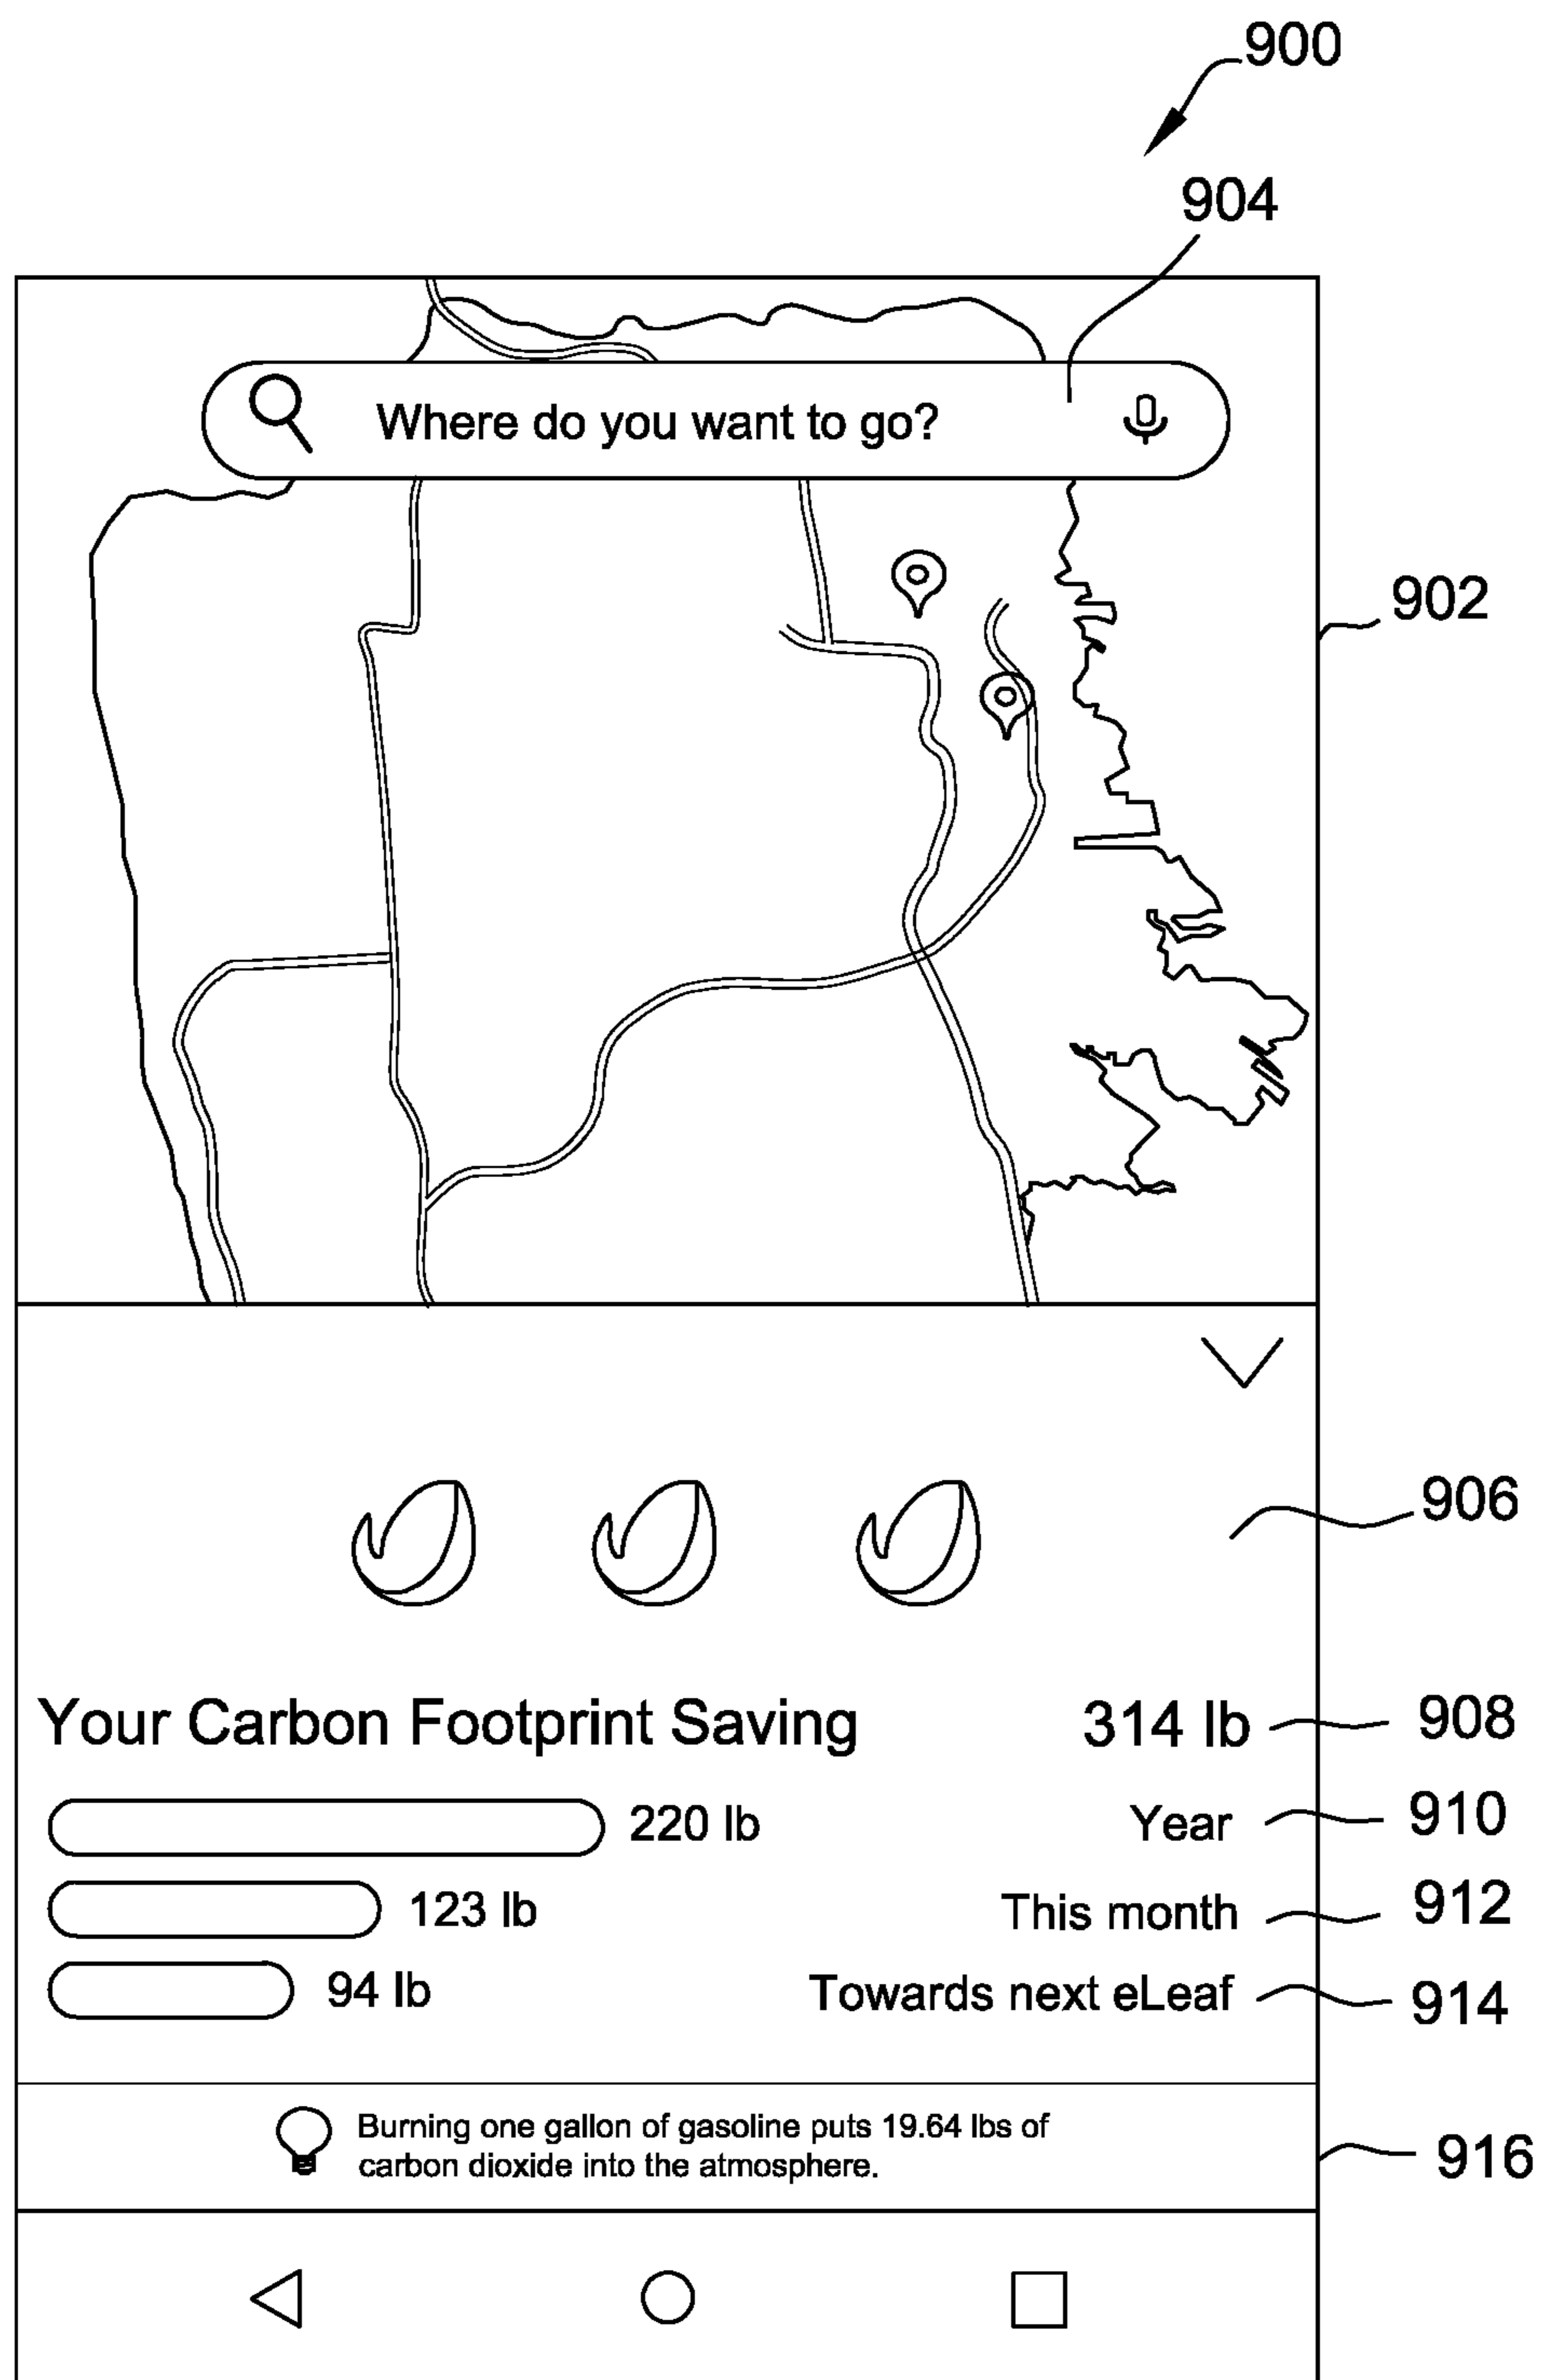 900
904
Where do you want to go?
902
906
Your Carbon Footprint Saving 314 lb 908
220 lb Year 910
123 lb This month 912
94 lb Towards next eLeaf 914
Burning one gallon of gasoline puts 19.64 lbs of
carbon dioxide into the atmosphere.
916